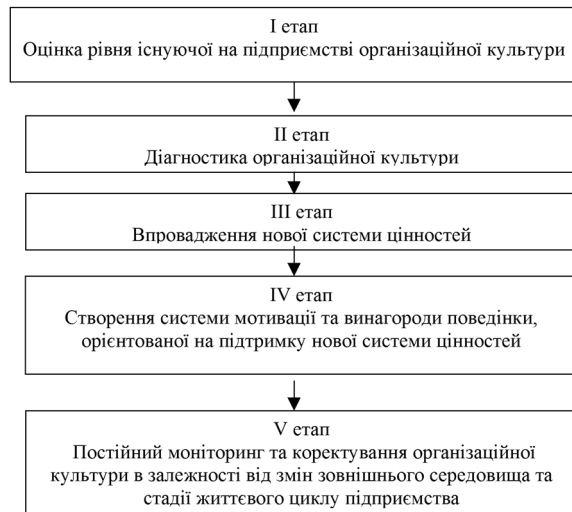 І етап
Оцінка рівня існуючої на підприємстві організаційної культури
ІІ етап
Діагностика організаційної культури
ІІІ етап
Впровадження нової системи цінностей
IV етап
Створення системи мотивації та винагороди поведінки,
орієнтованої на підтримку нової системи цінностей
V етап
Постійний моніторинг та коректування організаційної
культури в залежності від змін зовнішнього середовища та
стадії життєвого циклу підприємства